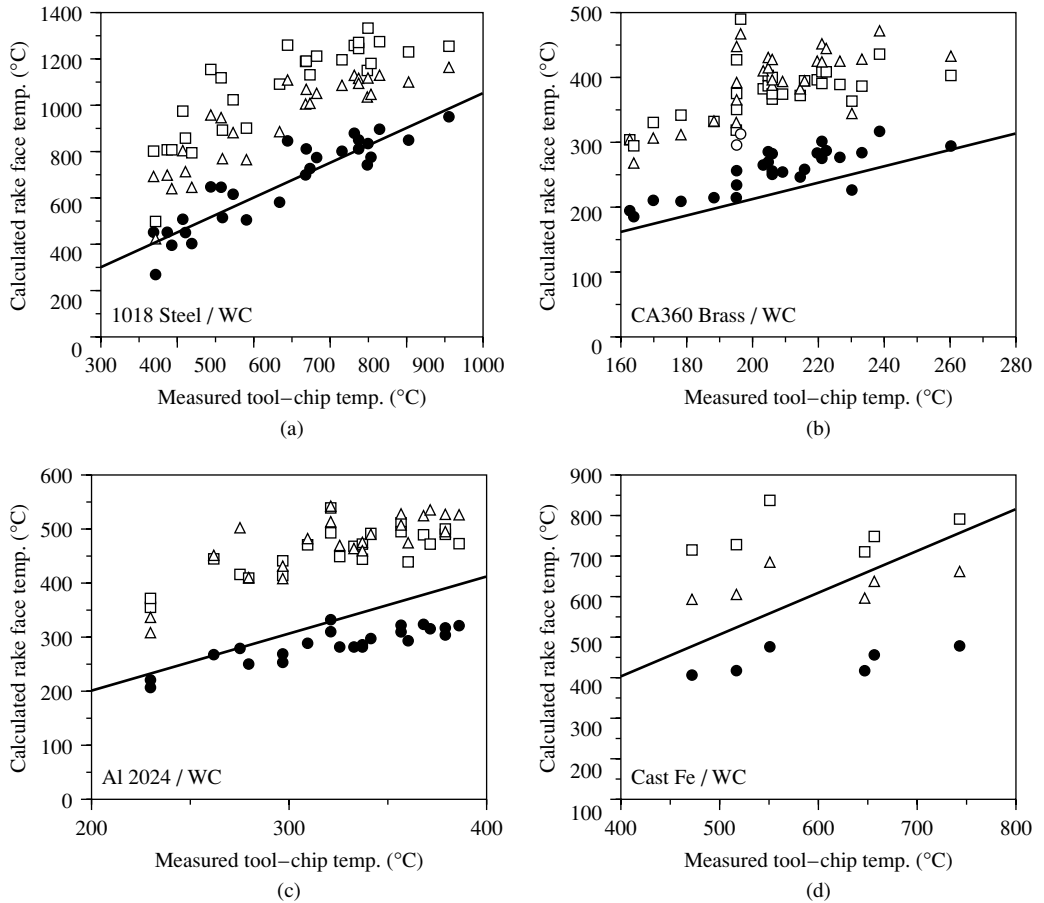 Calculated rake face temp. (°C)
1400
1200
1000
800
600
400
200
0
1018 Steel / WC
300 400 500 600 700 800 900 1000
Measured tool–chip temp. (°C)
(a)
Calculated rake face temp. (°C)
500
400
300
200
100
0
CA360 Brass / WC
160 180 200 220 240 260 280
Measured tool–chip temp. (°C)
(b)
Calculated rake face temp. (°C)
600
500
400
300
200
100
0
Al 2024 / WC
200 300 400
Measured tool–chip temp. (°C)
(c)
Calculated rake face temp. (°C)
900
800
700
600
500
400
300
200
100
Cast Fe / WC
400 500 600 700 800
Measured tool–chip temp. (°C)
(d)